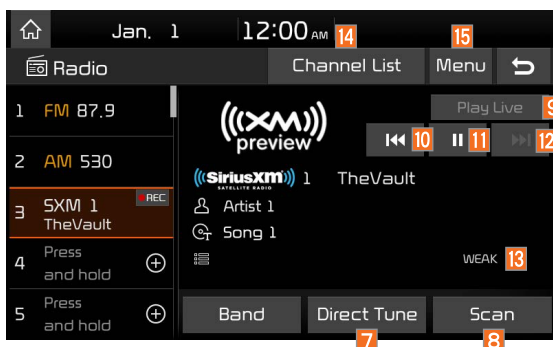 Jan. 1 12:00 AM 14 15
Radio Channel List Menu
1 FM 87.9
2 AM 530
3 SXM 1 REC
TheVault
4 Press
and hold
5 Press
and hold
((XM))
preview
Play Live 9
10 11 12
((SiriusXM)) 1 TheVault
SATELLITE RADIO
Artist 1
Song 1
WEAK 13
Band Direct Tune Scan
7 8